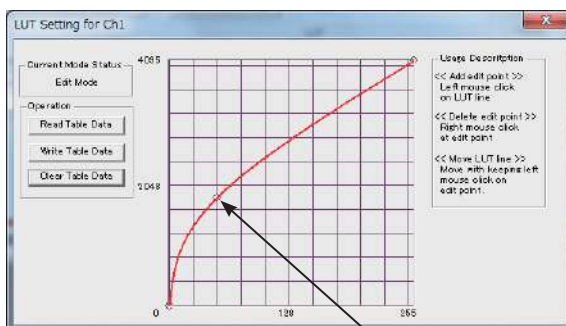 LUT Setting for Ch1
X
Current Mode Status
Edit Mode
Operation
Read Table Data
Write Table Data
Clear Table Data
4095
2048
0
128
255
Usage Description
<< Add edit point >>
Left mouse click
on LUT line
<< Delete edit point >>
Right mouse click
at edit point
<< Move LUT line >>
Move with keeping left
mouse click on
edit point.